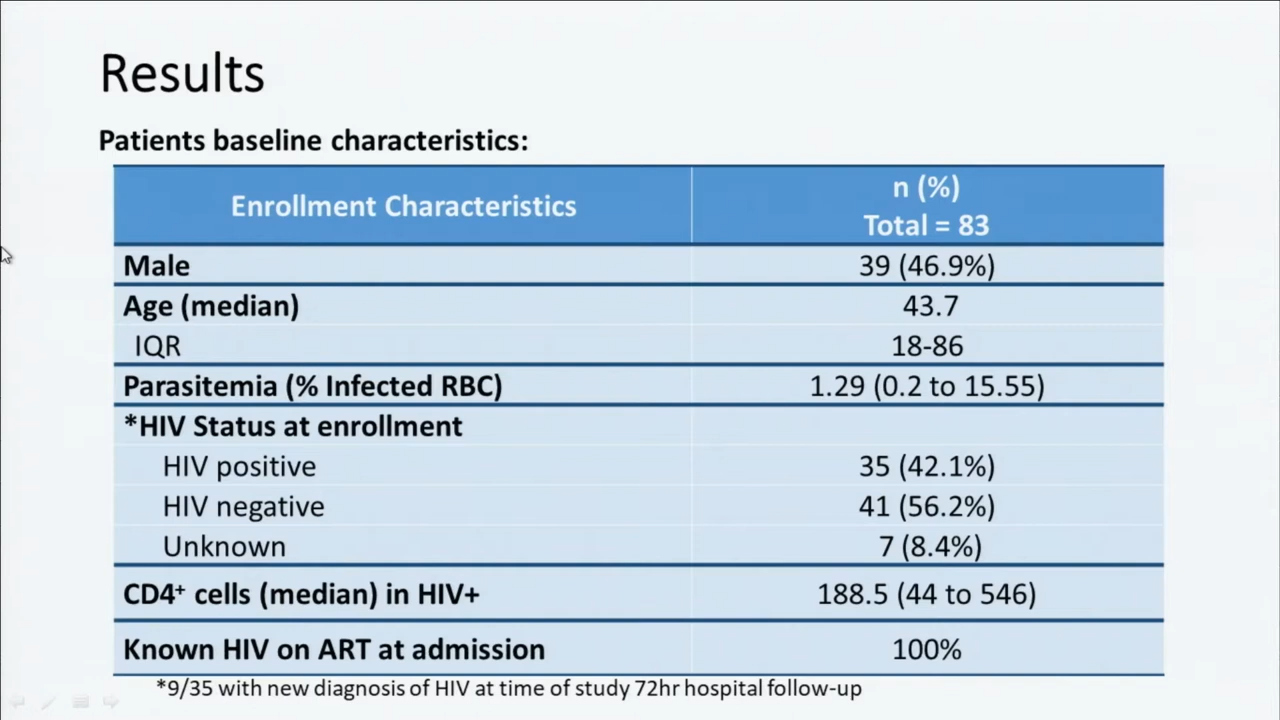 Results
Patients baseline characteristics:
Enrollment Characteristics
n (%)
Total = 83
Male 39 (46.9%)
Age (median) 43.7
IQR 18-86
Parasitemia (% Infected RBC) 1.29 (0.2 to 15.55)
*HIV Status at enrollment
HIV positive 35 (42.1%)
HIV negative 41 (56.2%)
Unknown 7 (8.4%)
CD4⁺ cells (median) in HIV+ 188.5 (44 to 546)
Known HIV on ART at admission 100%
*9/35 with new diagnosis of HIV at time of study 72hr hospital follow-up